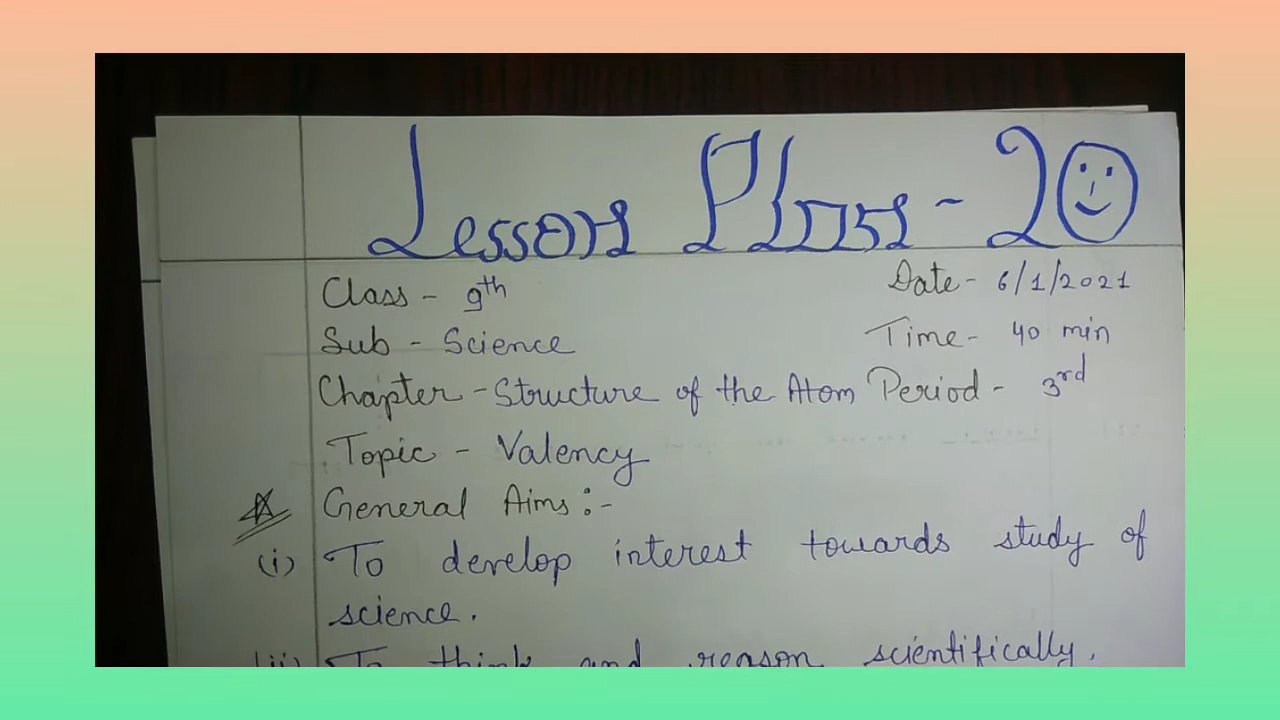 Lesson Plan - 20
Class - 9th Date - 6/1/2021
Sub - Science Time - 40 min
Chapter - Structure of the Atom Period - 3rd
Topic - Valency
General Aims :-
(i) To develop interest towards study of
science.
(ii) To think and reason scientifically.